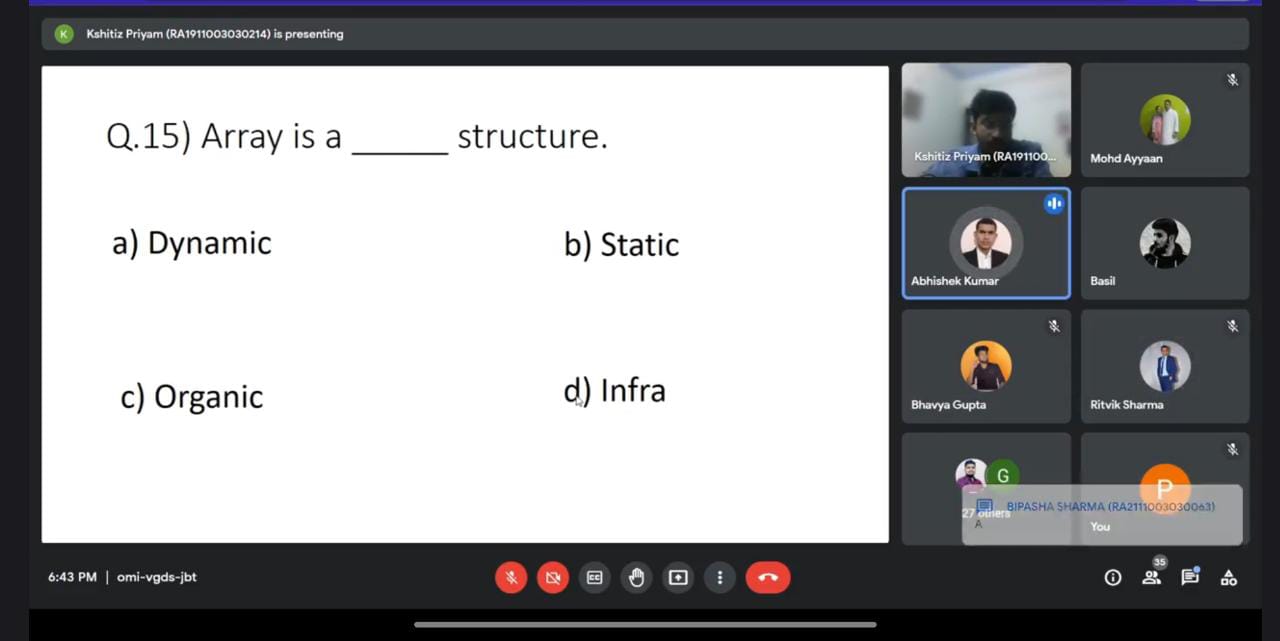 K
Kshitiz Priyam (RA1911003030214) is presenting
Q.15) Array is a _____ structure.
a) Dynamic
b) Static
c) Organic
d) Infra
Kshitiz Priyam (RA191100...
Mohd Ayyaan
Abhishek Kumar
Basil
Bhavya Gupta
Ritvik Sharma
G
P
27 others
BIPASHA SHARMA (RA2111003030063)
A
You
6:43 PM | omi-vgds-jbt
CC
35